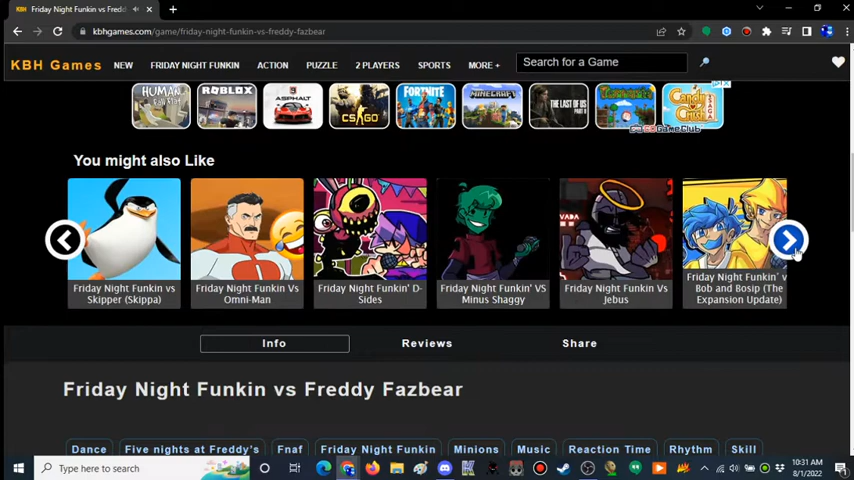 Friday Night Funkin vs Fredd
kbhgames.com/game/friday-night-funkin-vs-freddy-fazbear
KBH Games
NEW
FRIDAY NIGHT FUNKIN
ACTION
PUZZLE
2 PLAYERS
SPORTS
MORE +
Search for a Game
HUMAN
ROBLOX
ASPHALT
CS:GO
FORTNITE
MINECRAFT
THE LAST OF US
PART II
Terraria
Candy
Crush
SAGA
You might also Like
VADA
Friday Night Funkin vs
Skipper (Skippa)
Friday Night Funkin Vs
Omni-Man
Friday Night Funkin' D-
Sides
Friday Night Funkin' VS
Minus Shaggy
Friday Night Funkin Vs
Jebus
Friday Night Funkin' v
Bob and Bosip (The
Expansion Update)
Info
Reviews
Share
Friday Night Funkin vs Freddy Fazbear
Dance
Five nights at Freddy's
Fnaf
Friday Night Funkin
Minions
Music
Reaction Time
Rhythm
Skill
Type here to search
10:31 AM
8/1/2022